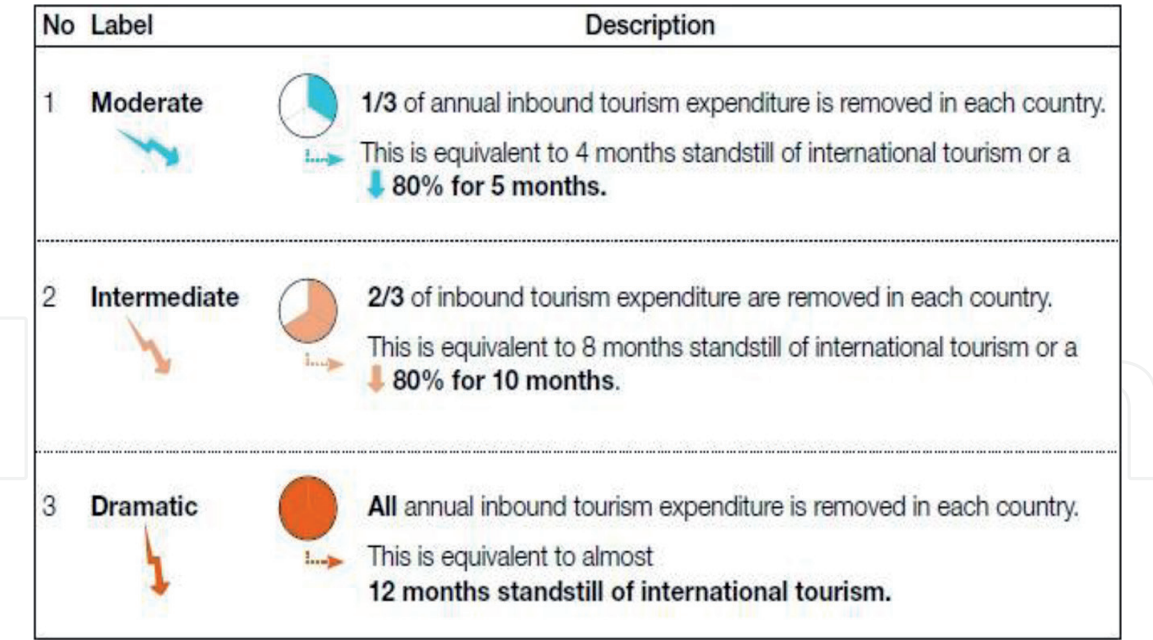 No Label Description
1 Moderate 1/3 of annual inbound tourism expenditure is removed in each country.
This is equivalent to 4 months standstill of international tourism or a
80% for 5 months.
2 Intermediate 2/3 of inbound tourism expenditure are removed in each country.
This is equivalent to 8 months standstill of international tourism or a
80% for 10 months.
3 Dramatic All annual inbound tourism expenditure is removed in each country.
This is equivalent to almost
12 months standstill of international tourism.